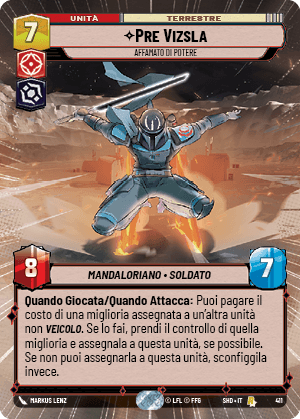 UNITÀ TERRESTRE
7
✧PRE VIZSLA
AFFAMATO DI POTERE
8
7
MANDALORIANO • SOLDATO
Quando Giocata/Quando Attacca: Puoi pagare il
costo di una miglioria assegnata a un'altra unità
non VEICOLO. Se lo fai, prendi il controllo di quella
miglioria e assegnala a questa unità, se possibile.
Se non puoi assegnarla a questa unità, sconfiggila
invece.
MARKUS LENZ © LFL © FFG SHD • IT 411